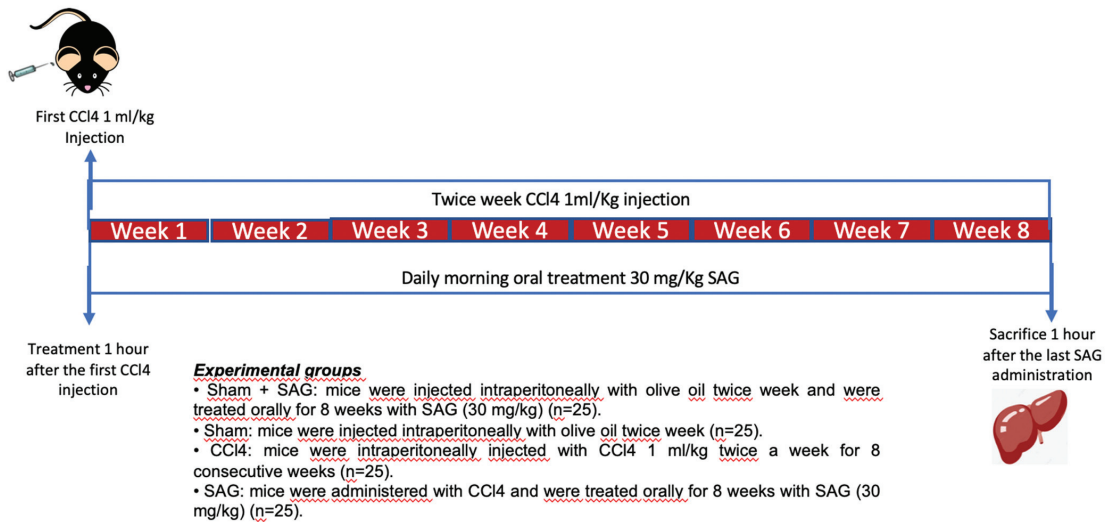 First CCl4 1 ml/kg
Injection
Twice week CCl4 1ml/Kg injection
Week 1 Week 2 Week 3 Week 4 Week 5 Week 6 Week 7 Week 8
Daily morning oral treatment 30 mg/Kg SAG
Treatment 1 hour
after the first CCl4
injection
Sacrifice 1 hour
after the last SAG
administration
Experimental groups
• Sham + SAG: mice were injected intraperitoneally with olive oil twice week and were
treated orally for 8 weeks with SAG (30 mg/kg) (n=25).
• Sham: mice were injected intraperitoneally with olive oil twice week (n=25).
• CCl4: mice were intraperitoneally injected with CCl4 1 ml/kg twice a week for 8
consecutive weeks (n=25).
• SAG: mice were administered with CCl4 and were treated orally for 8 weeks with SAG (30
mg/kg) (n=25).